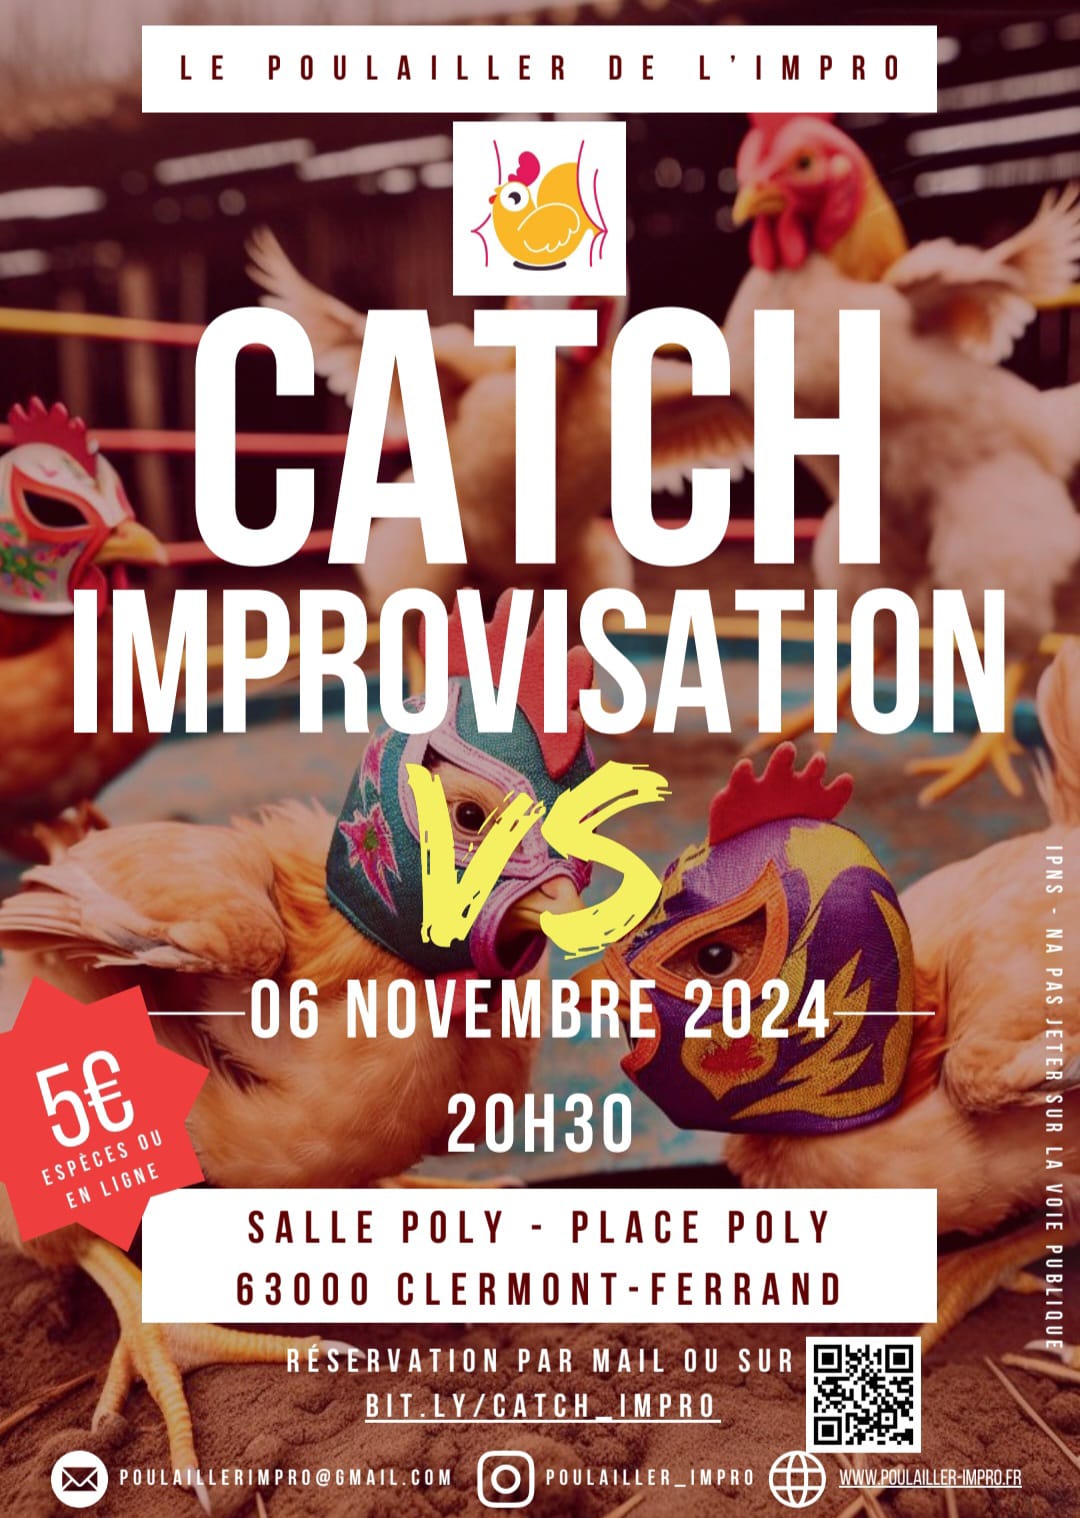 LE POULAILLER DE L'IMPRO
CATCH
IMPROVISATION
VS
06 NOVEMBRE 2024
20H30
5€
ESPÈCES OU
EN LIGNE
SALLE POLY - PLACE POLY
63000 CLERMONT-FERRAND
RÉSERVATION PAR MAIL OU SUR
BIT.LY/CATCH_IMPRO
POULAILLERIMPRO@GMAIL.COM
POULAILLER_IMPRO
WWW.POULAILLER-IMPRO.FR
IPNS - NA PAS JETER SUR LA VOIE PUBLIQUE